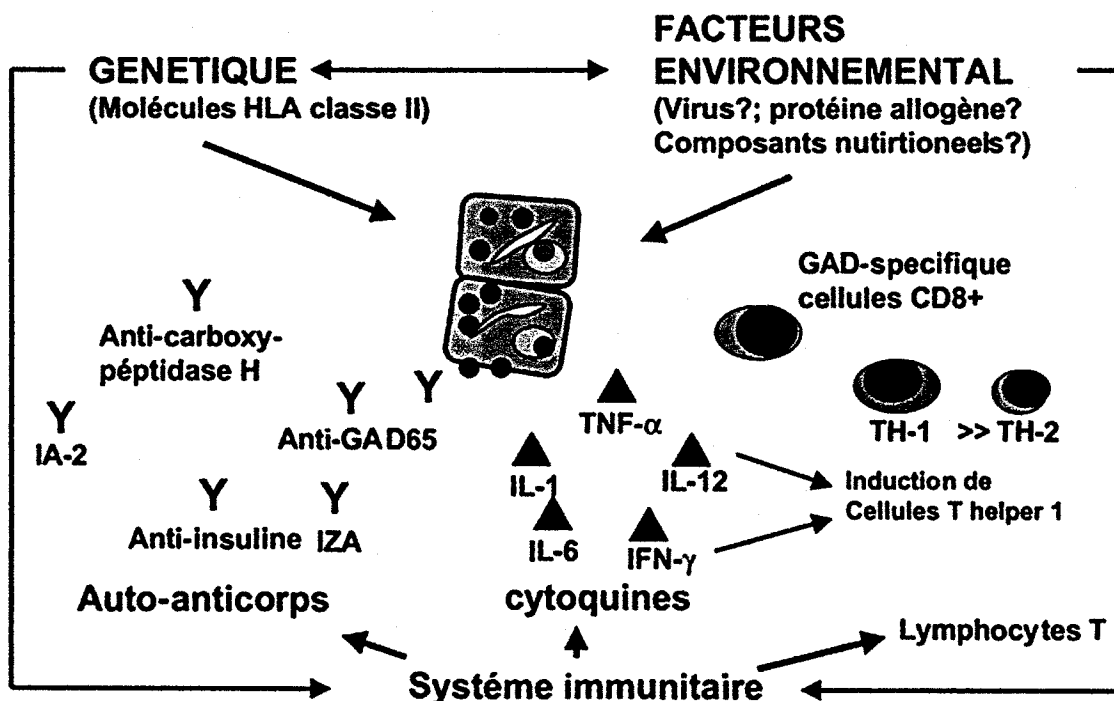 FACTEURS
GENETIQUE
ENVIRONNEMENTAL
(Molécules HLA classe II)
(Virus?; protéine allogène?
Composants nutirtioneels?)
GAD-specifique
cellules CD8+
Y
Anti-carboxy-
péptidase H
Y
Y
Y
IA-2
Anti-GAD65
TNF-α
TH-1 >> TH-2
IL-1
IL-12
Induction de
Cellules T helper 1
Y
Y
Anti-insuline
IZA
IL-6
IFN-γ
Auto-anticorps
cytoquines
Lymphocytes T
Systéme immunitaire